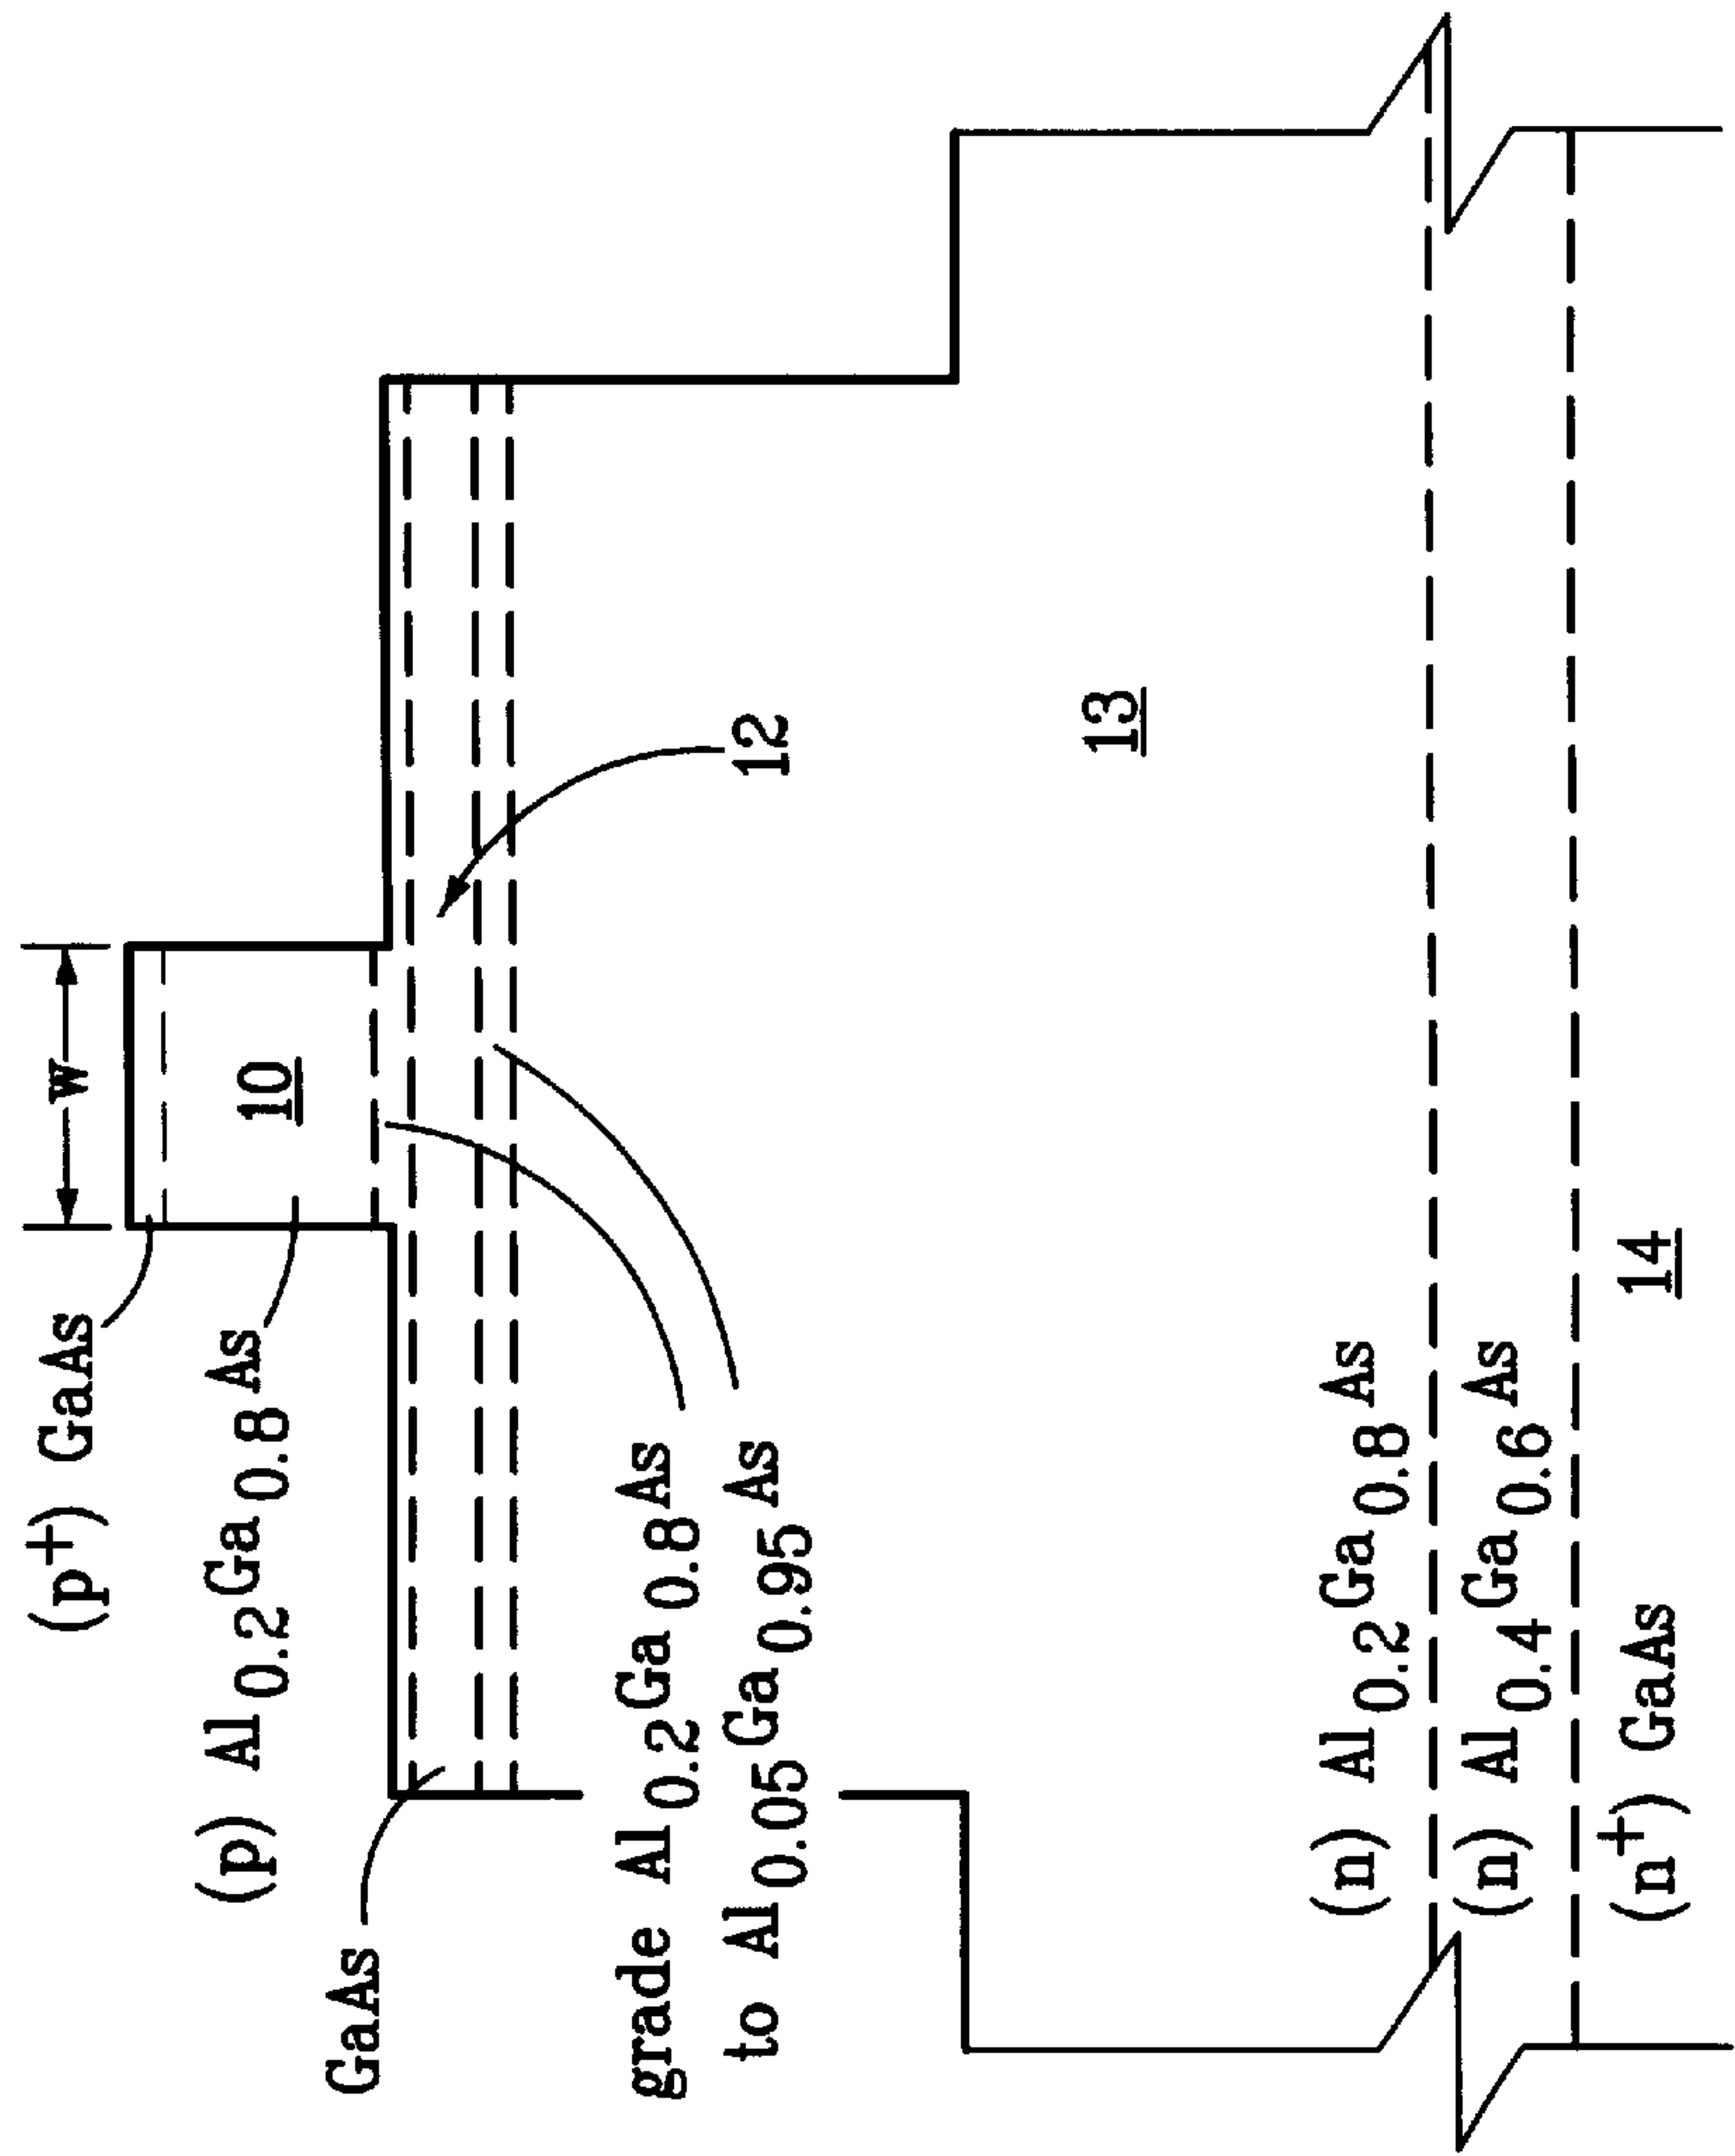 W
(p+) GaAs
10
(p) Al0.2Ga0.8As
GaAs
12
grade Al0.2Ga0.8As
to Al0.05Ga0.95As
13
(n) Al0.2Ga0.8As
(n) Al0.4Ga0.6As
14
(n+) GaAs